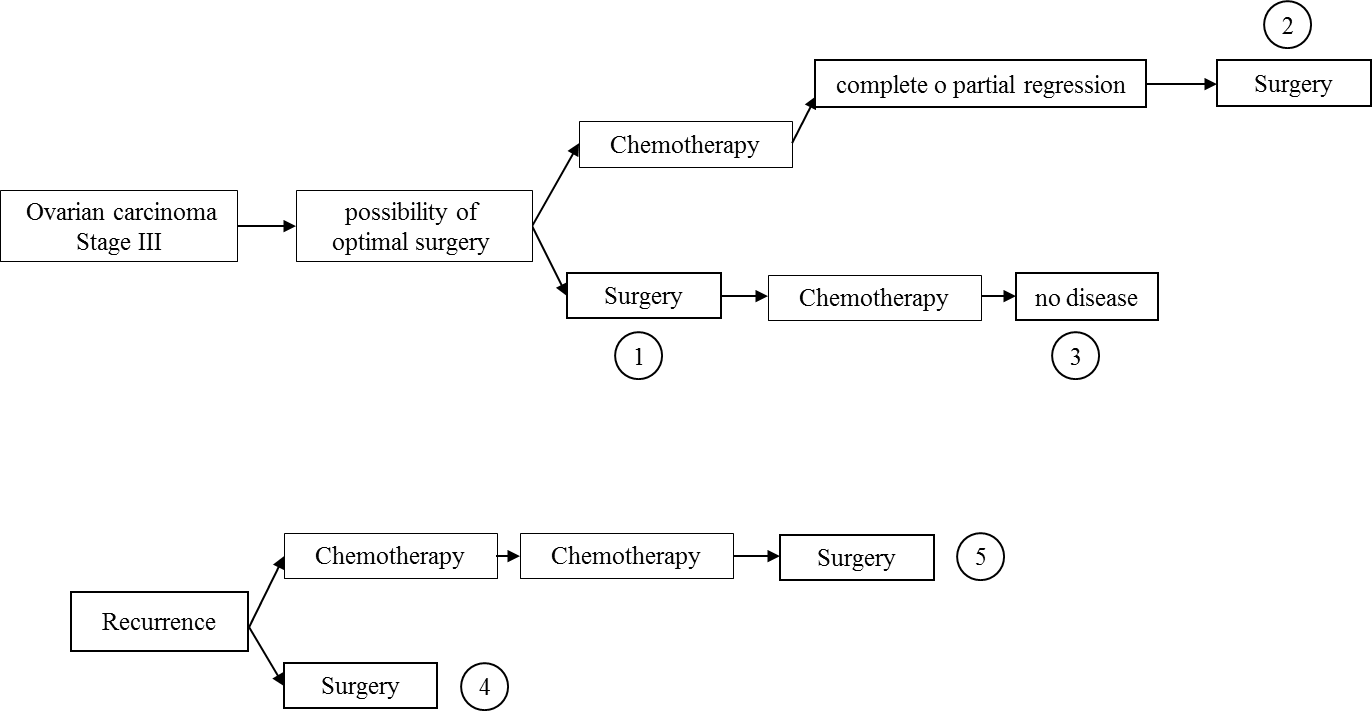 2
complete o partial regression
Surgery
Chemotherapy
Ovarian carcinoma
Stage III
possibility of
optimal surgery
Surgery
Chemotherapy
no disease
1
3
Chemotherapy
Chemotherapy
Surgery
5
Recurrence
Surgery
4